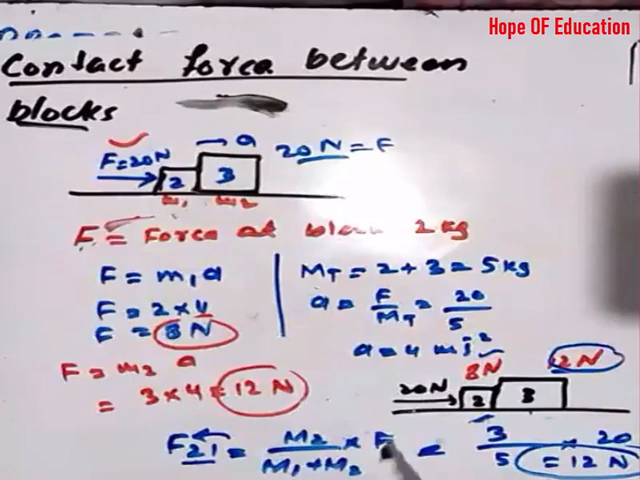 Hope OF Education
Contact force between
blocks
F=20N
a
20 N = F
2
3
m1
m2
F = Force at block 2 kg
F = m1 a
F = 2 × 4
F = 8 N
MT = 2 + 3 = 5 kg
a = F/MT = 20/5
F = m2 a
= 3 × 4 = 12 N
8N
12N
20N
2
3
F21 = M2/(M1+M2) × F = 3/5 × 20
= 12 N